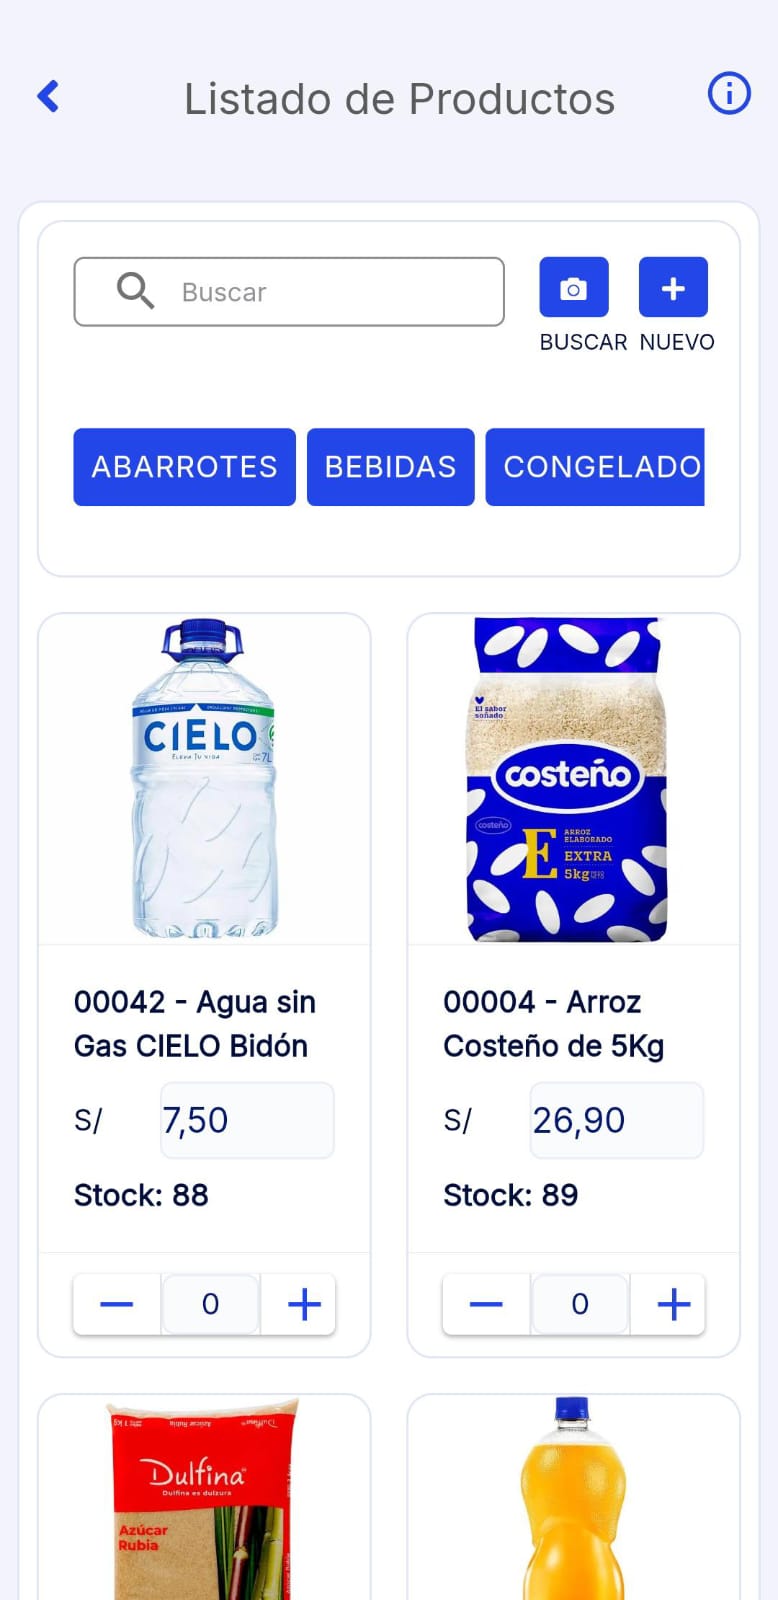 Listado de Productos
Buscar
BUSCAR NUEVO
ABARROTES BEBIDAS CONGELADO
CIELO
ELEVA TU VIDA
7L
El sabor
soñado
costeño
costeño
E
ARROZ
ELABORADO
EXTRA
5kg
00042 - Agua sin
Gas CIELO Bidón
S/ 7,50
Stock: 88
0
00004 - Arroz
Costeño de 5Kg
S/ 26,90
Stock: 89
0
Azúcar Rubia
Dulfina
Dulfina es dulzura
Azúcar
Rubia